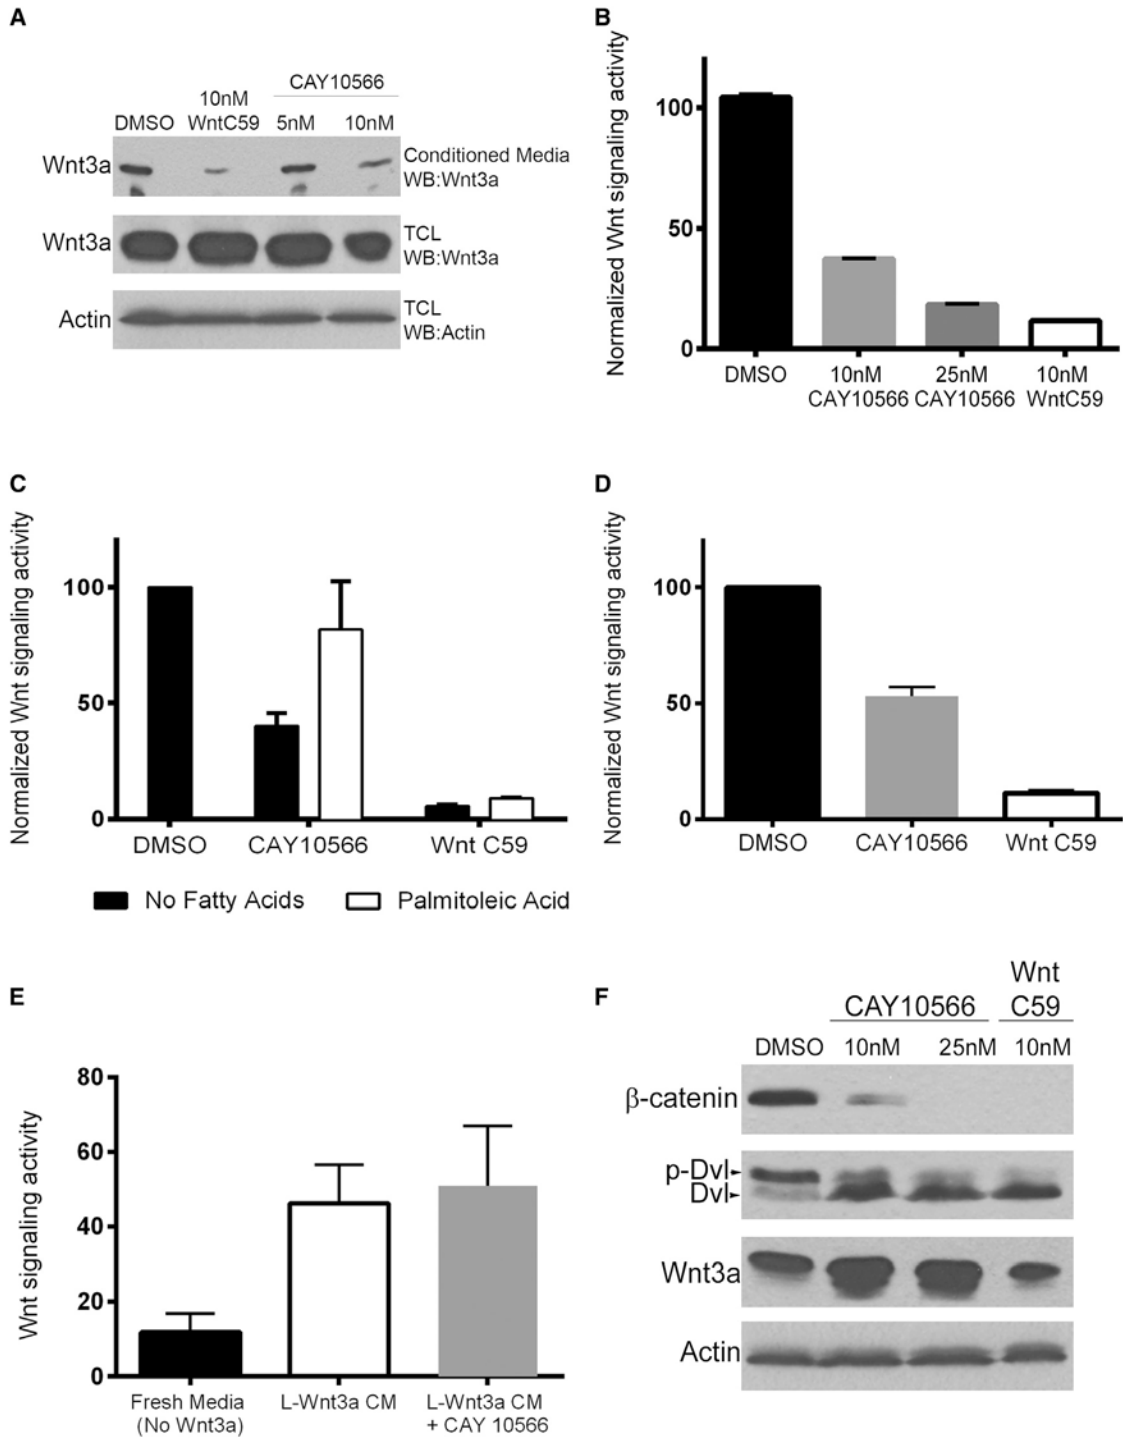 A
CAY10566
10nM
DMSO WntC59 5nM 10nM
Wnt3a
Conditioned Media
WB:Wnt3a
Wnt3a
TCL
WB:Wnt3a
Actin
TCL
WB:Actin
B
Normalized Wnt signaling activity
100
50
0
DMSO 10nM 25nM 10nM
CAY10566 CAY10566 WntC59
C
Normalized Wnt signaling activity
100
50
0
DMSO CAY10566 Wnt C59
No Fatty Acids Palmitoleic Acid
D
Normalized Wnt signaling activity
100
50
0
DMSO CAY10566 Wnt C59
E
Wnt signaling activity
80
60
40
20
0
Fresh Media L-Wnt3a CM L-Wnt3a CM
(No Wnt3a) + CAY 10566
F
Wnt
CAY10566 C59
DMSO 10nM 25nM 10nM
β-catenin
p-Dvl
Dvl
Wnt3a
Actin